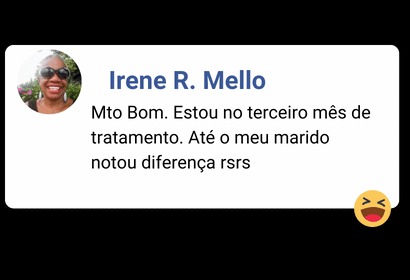 Irene R. Mello
Mto Bom. Estou no terceiro mês de
tratamento. Até o meu marido
notou diferença rsrs